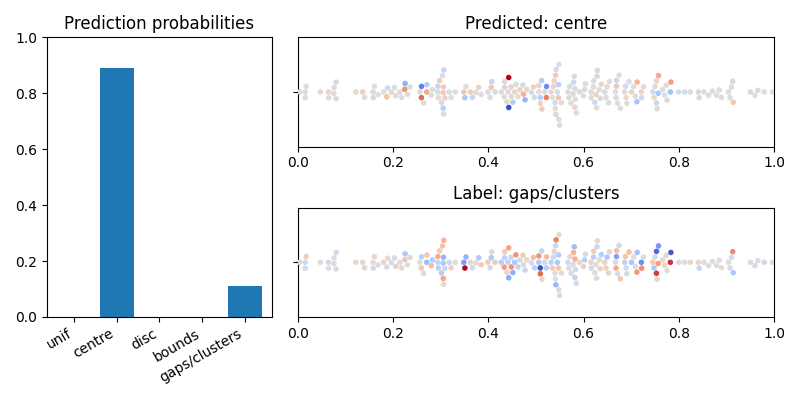 Prediction probabilities
1.0
0.8
0.6
0.4
0.2
0.0
unif
centre
disc
bounds
gaps/clusters
Predicted: centre
0.0 0.2 0.4 0.6 0.8 1.0
Label: gaps/clusters
0.0 0.2 0.4 0.6 0.8 1.0